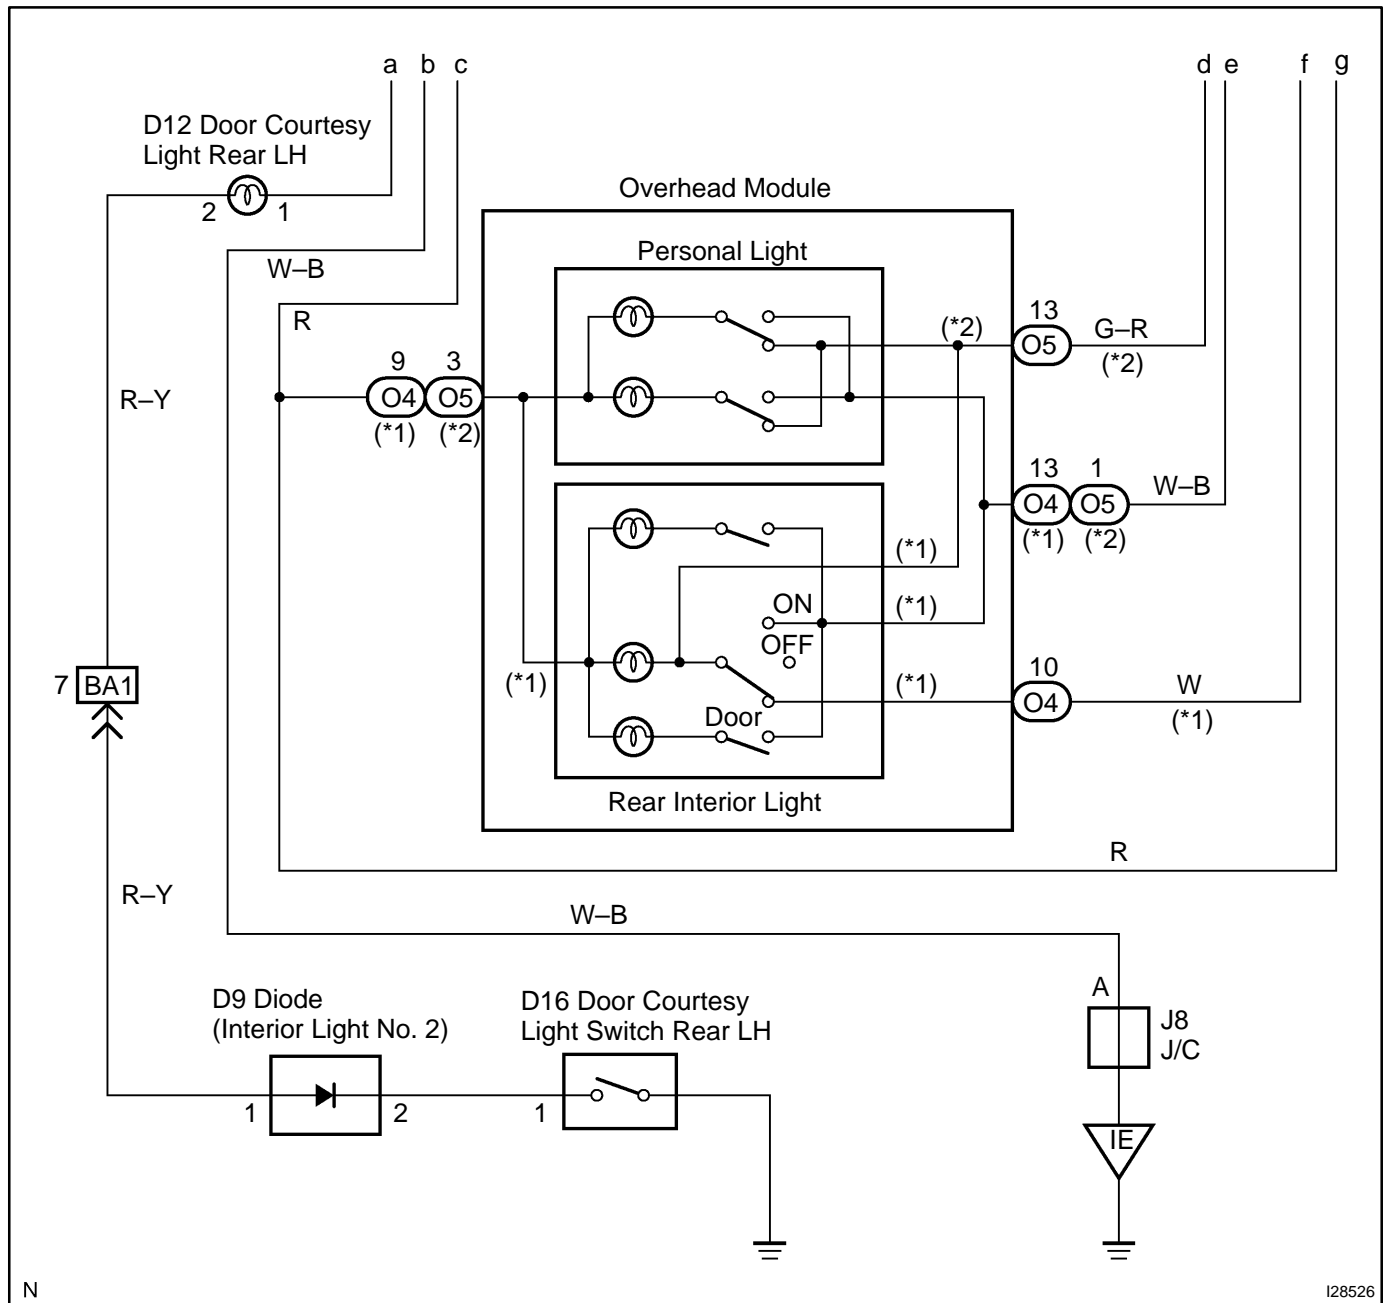 a b c
d e f g
D12 Door Courtesy
Light Rear LH
2 1
W–B
R
R–Y
Overhead Module
Personal Light
9 3
O4 O5
(*1) (*2)
(*2)
13
O5
G–R
(*2)
13 1
O4 O5
(*1) (*2)
W–B
(*1)
ON
(*1)
OFF
(*1)
(*1)
Door
10
O4
W
(*1)
Rear Interior Light
7 BA1
R
R–Y
W–B
D9 Diode
(Interior Light No. 2)
1 2
D16 Door Courtesy
Light Switch Rear LH
1
A
J8
J/C
IE
N
I28526